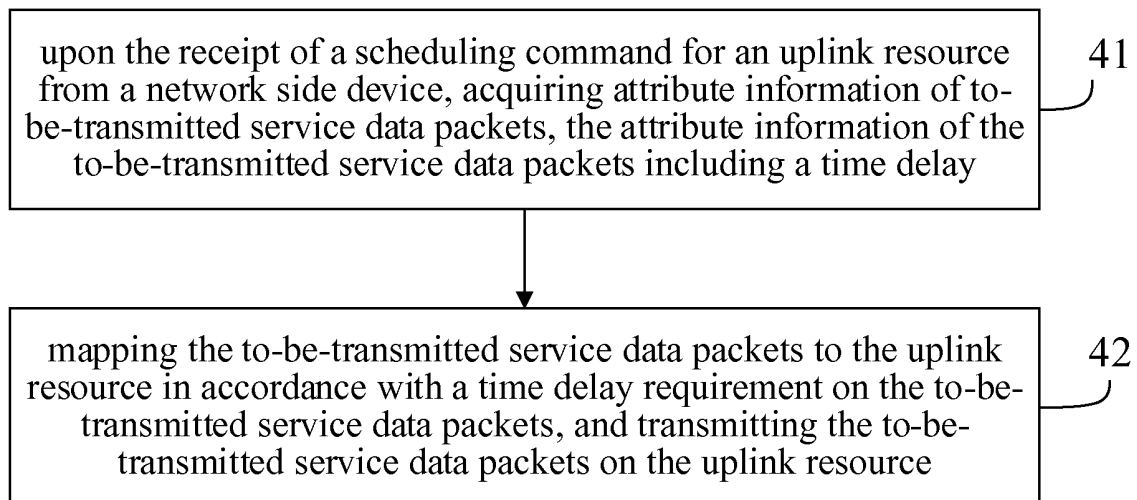 upon the receipt of a scheduling command for an uplink resource
from a network side device, acquiring attribute information of to-
be-transmitted service data packets, the attribute information of the
to-be-transmitted service data packets including a time delay
41
mapping the to-be-transmitted service data packets to the uplink
resource in accordance with a time delay requirement on the to-be-
transmitted service data packets, and transmitting the to-be-
transmitted service data packets on the uplink resource
42